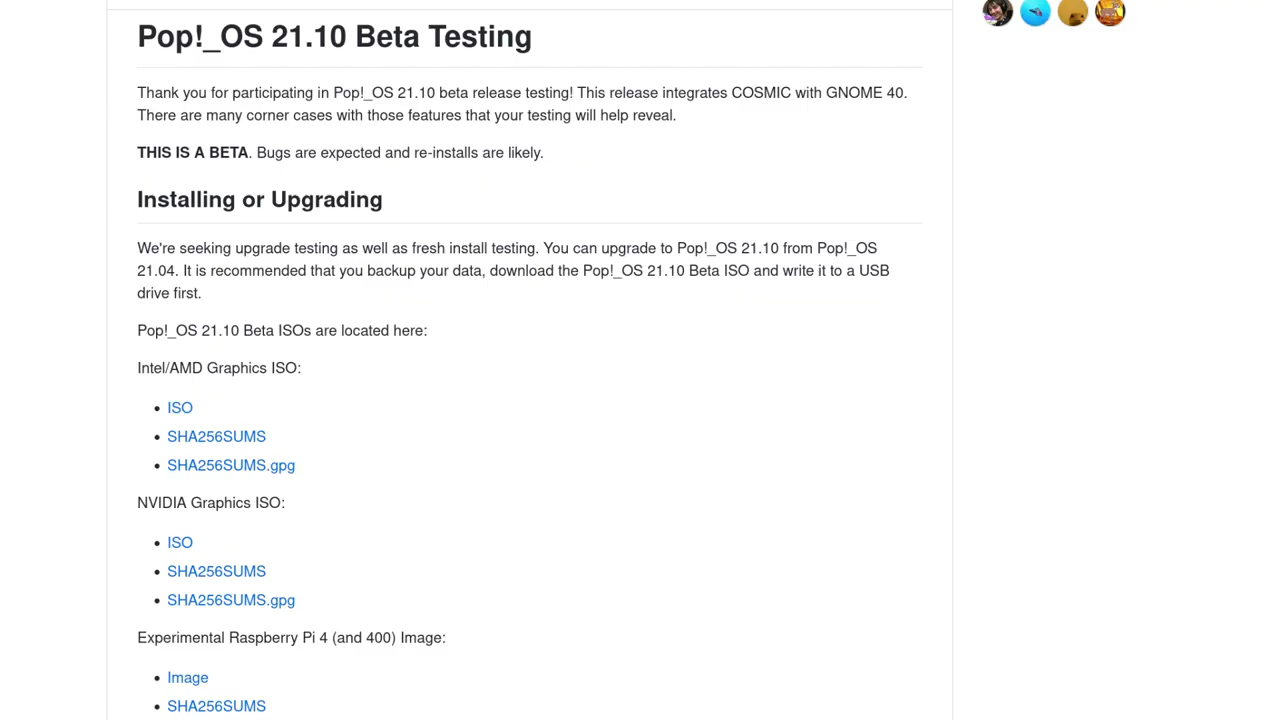 Pop!_OS 21.10 Beta Testing
Thank you for participating in Pop!_OS 21.10 beta release testing! This release integrates COSMIC with GNOME 40.
There are many corner cases with those features that your testing will help reveal.
THIS IS A BETA. Bugs are expected and re-installs are likely.
Installing or Upgrading
We're seeking upgrade testing as well as fresh install testing. You can upgrade to Pop!_OS 21.10 from Pop!_OS
21.04. It is recommended that you backup your data, download the Pop!_OS 21.10 Beta ISO and write it to a USB
drive first.
Pop!_OS 21.10 Beta ISOs are located here:
Intel/AMD Graphics ISO:
• ISO
• SHA256SUMS
• SHA256SUMS.gpg
NVIDIA Graphics ISO:
• ISO
• SHA256SUMS
• SHA256SUMS.gpg
Experimental Raspberry Pi 4 (and 400) Image:
• Image
• SHA256SUMS